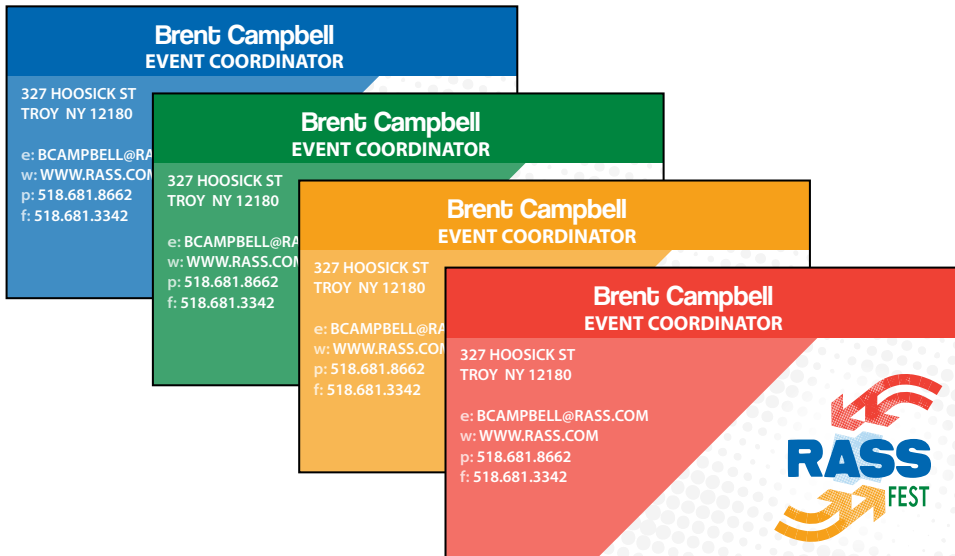 Brent Campbell
EVENT COORDINATOR
327 HOOSICK ST
TROY  NY 12180
e: BCAMPBELL@RA
w: WWW.RASS.COM
p: 518.681.8662
f: 518.681.3342
Brent Campbell
EVENT COORDINATOR
327 HOOSICK ST
TROY  NY 12180
e: BCAMPBELL@RA
w: WWW.RASS.COM
p: 518.681.8662
f: 518.681.3342
Brent Campbell
EVENT COORDINATOR
327 HOOSICK ST
TROY  NY 12180
e: BCAMPBELL@RA
w: WWW.RASS.COM
p: 518.681.8662
f: 518.681.3342
Brent Campbell
EVENT COORDINATOR
327 HOOSICK ST
TROY  NY 12180
e: BCAMPBELL@RASS.COM
w: WWW.RASS.COM
p: 518.681.8662
f: 518.681.3342
RASS
FEST